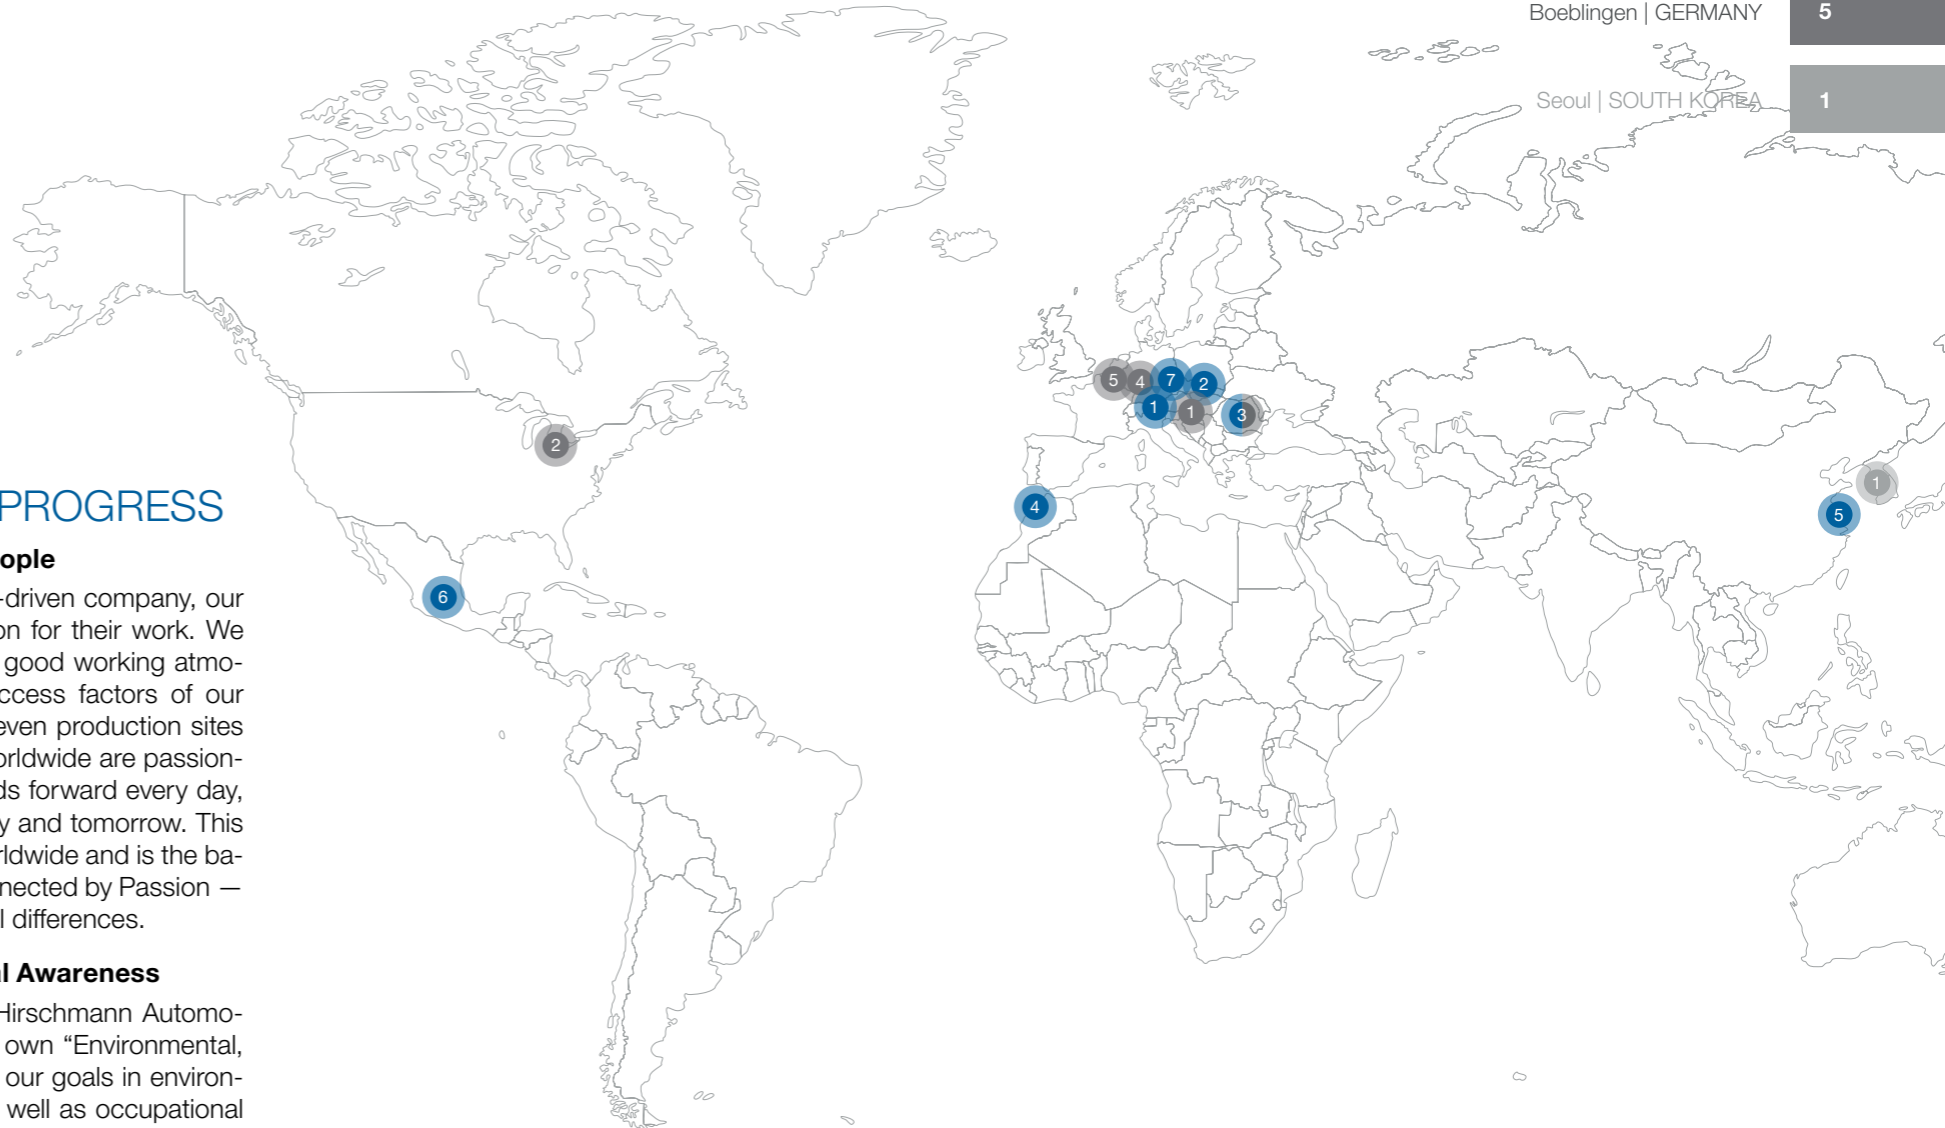 Boeblingen | GERMANY 5
Seoul | SOUTH KOREA 1
5 4 7 2
1 1 3
2
1
4
5
6
PROGRESS
ople
-driven company, our
on for their work. We
good working atmo-
ccess factors of our
even production sites
orldwide are passion-
ds forward every day,
y and tomorrow. This
rldwide and is the ba-
nected by Passion —
l differences.
al Awareness
Hirschmann Automo-
own “Environmental,
our goals in environ-
well as occupational